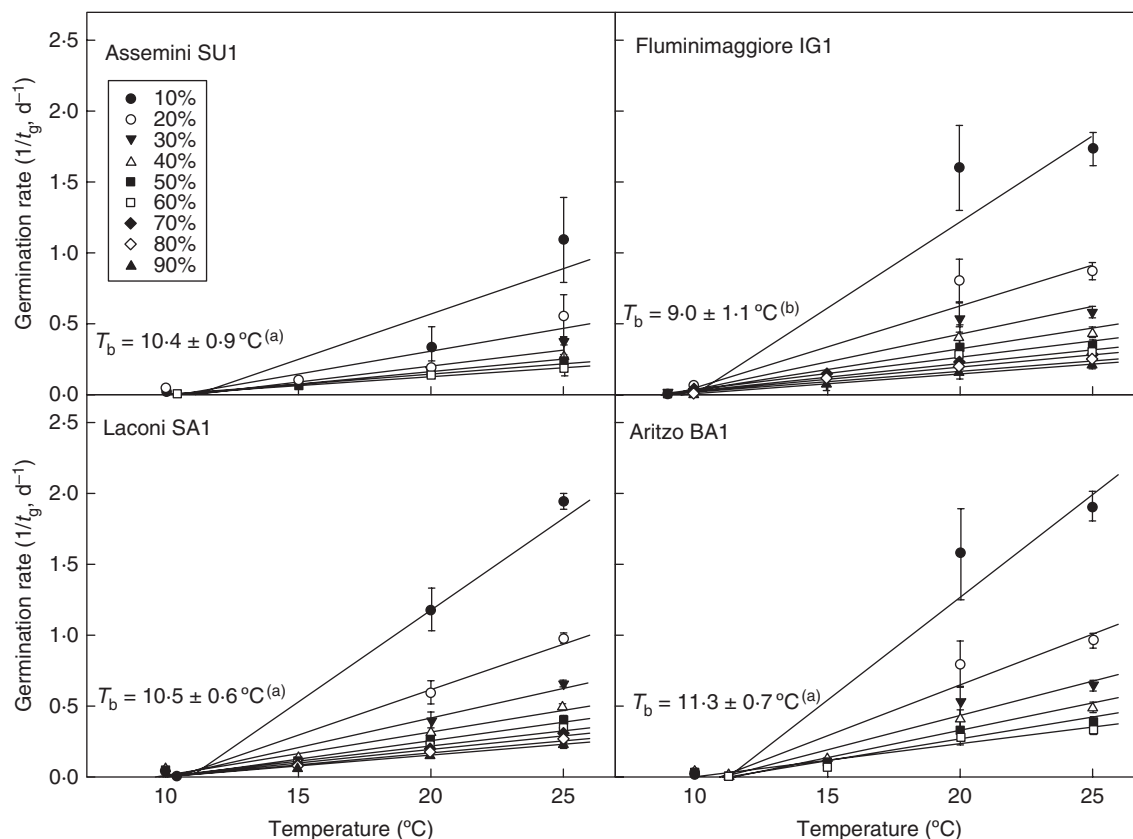 Germination rate (1/tg, d–1)
2·5
2·0
1·5
1·0
0·5
0·0
Assemini SU1
10%
20%
30%
40%
50%
60%
70%
80%
90%
Tb = 10·4 ± 0·9 °C(a)
Fluminimaggiore IG1
Tb = 9·0 ± 1·1 °C(b)
Germination rate (1/tg, d–1)
2·5
2·0
1·5
1·0
0·5
0·0
Laconi SA1
Tb = 10·5 ± 0·6 °C(a)
10 15 20 25
Temperature (ºC)
Aritzo BA1
Tb = 11·3 ± 0·7 °C(a)
10 15 20 25
Temperature (ºC)